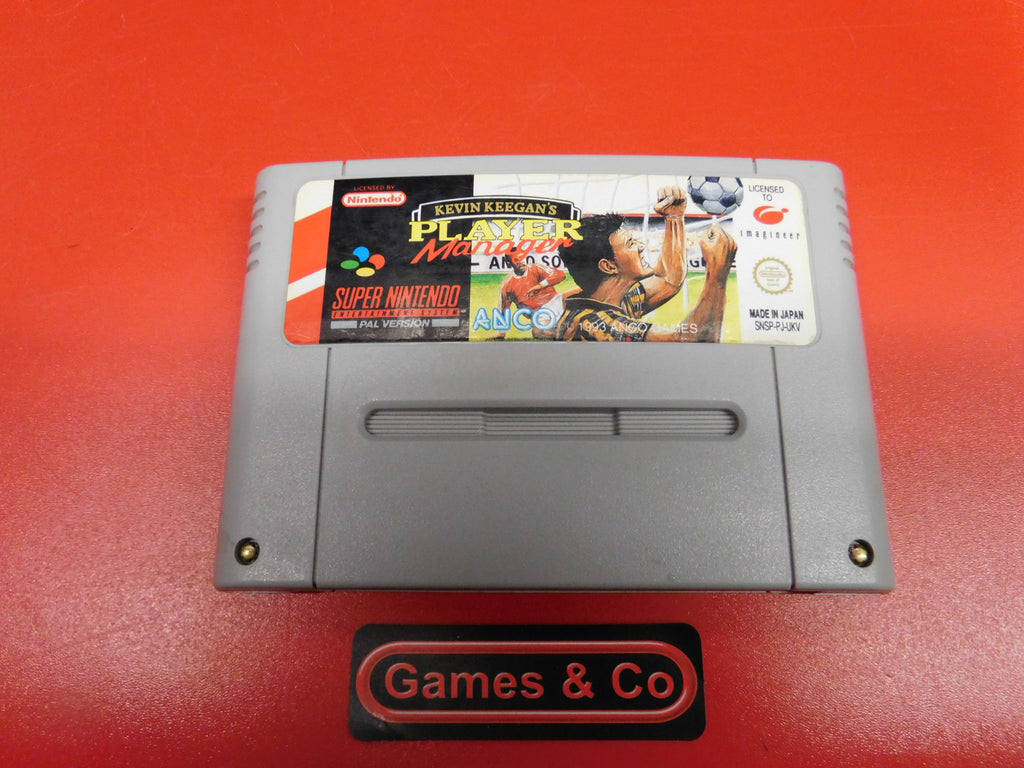 LICENSED BY
Nintendo
KEVIN KEEGAN'S
PLAYER
Manager
SUPER NINTENDO
ENTERTAINMENT SYSTEM
PAL VERSION
ANCO
© 1993 ANCO GAMES
LICENSED
TO
imagineer
MADE IN JAPAN
SNSP-PJ-UKV
Games & Co